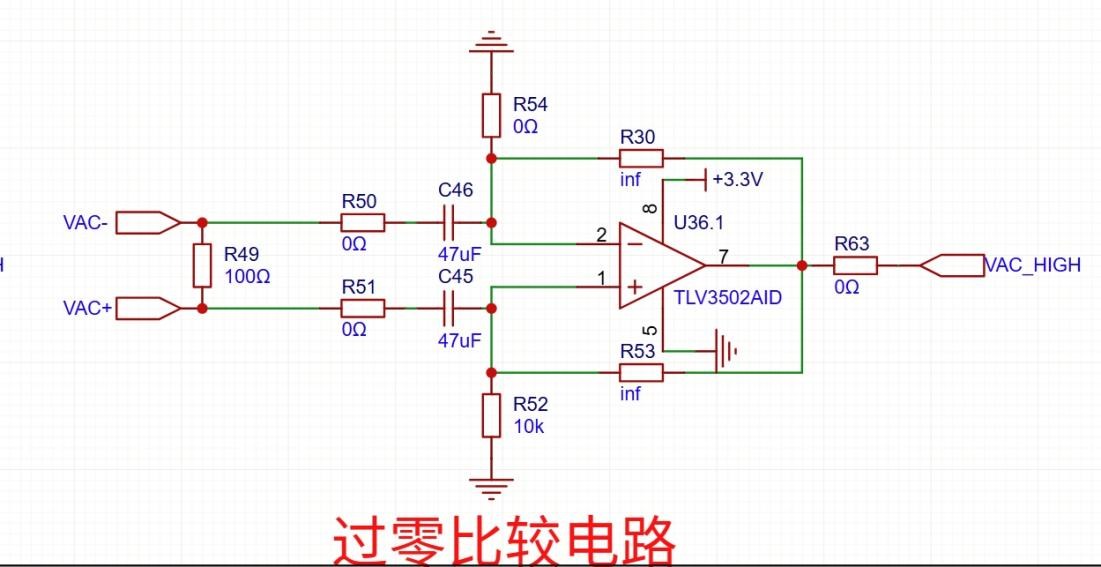 R54
0Ω
R30
inf
+3.3V
8
U36.1
C46
47uF
R50
0Ω
VAC-
2
7
R49
100Ω
R63
0Ω
VAC_HIGH
H
1
TLV3502AID
C45
47uF
R51
0Ω
VAC+
5
R53
inf
R52
10k
过零比较电路